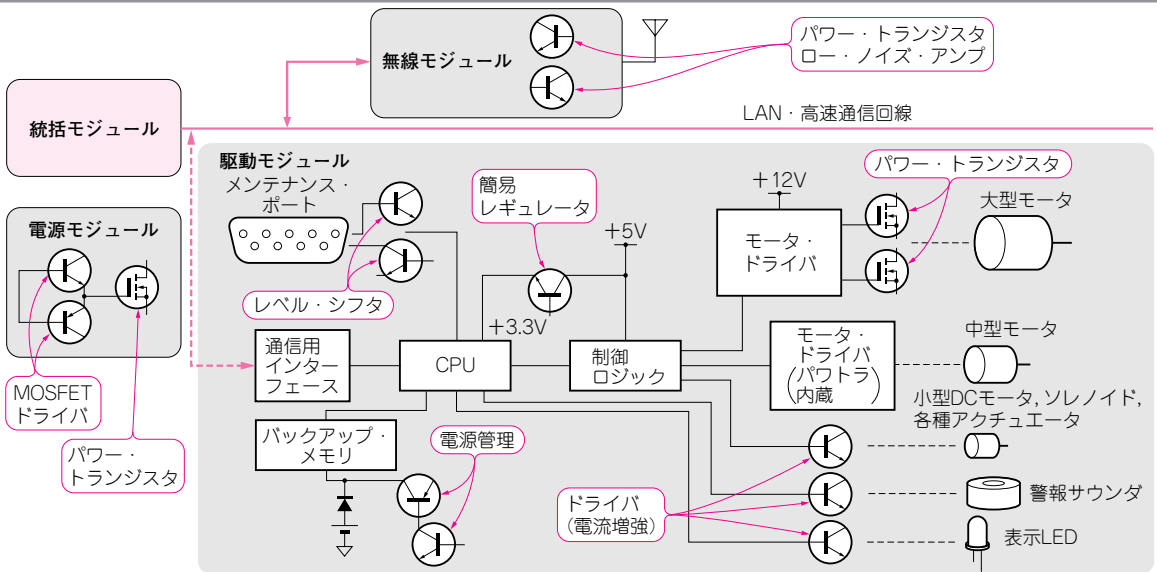 無線モジュール
パワー・トランジスタ
ロー・ノイズ・アンプ
統括モジュール
LAN・高速通信回線
駆動モジュール
メンテナンス・
ポート
レベル・シフタ
簡易
レギュレータ
+5V
+3.3V
+12V
モータ・
ドライバ
パワー・トランジスタ
大型モータ
電源モジュール
MOSFET
ドライバ
パワー・
トランジスタ
通信用
インター
フェース
CPU
制御
ロジック
モータ・
ドライバ
(パワトラ)
内蔵
中型モータ
小型DCモータ, ソレノイド,
各種アクチュエータ
バックアップ・
メモリ
電源管理
ドライバ
(電流増強)
警報サウンダ
表示LED